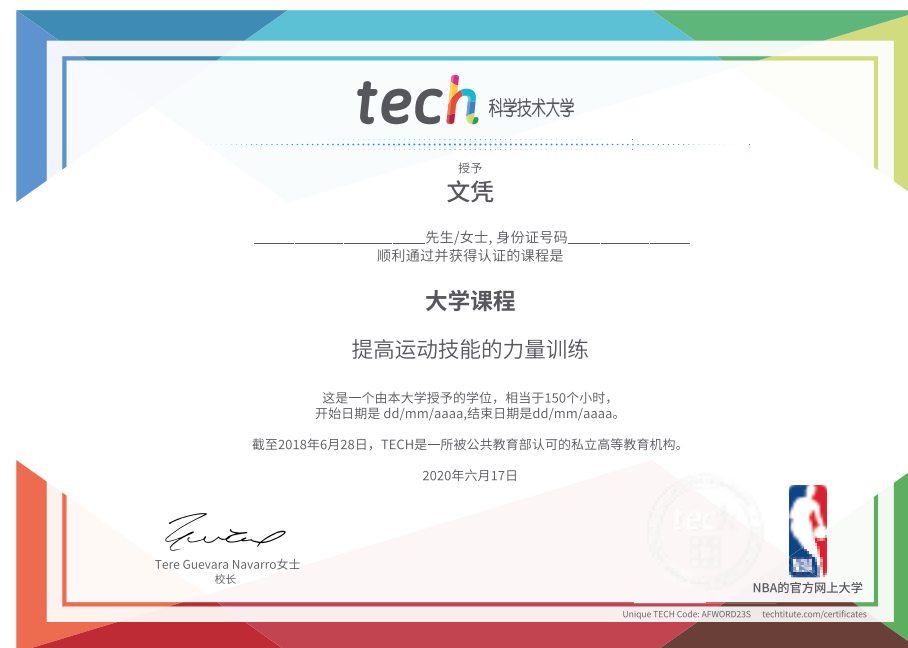 tech 科学技术大学
授予
文凭
______________________先生/女士, 身份证号码________________
顺利通过并获得认证的课程是
大学课程
提高运动技能的力量训练
这是一个由本大学授予的学位，相当于150个小时，
开始日期是 dd/mm/aaaa,结束日期是dd/mm/aaaa。
截至2018年6月28日，TECH是一所被公共教育部认可的私立高等教育机构。
2020年六月17日
tech
NBA
Tere Guevara Navarro女士
校长
NBA的官方网上大学
Unique TECH Code: AFWORD23S techtitute.com/certificates